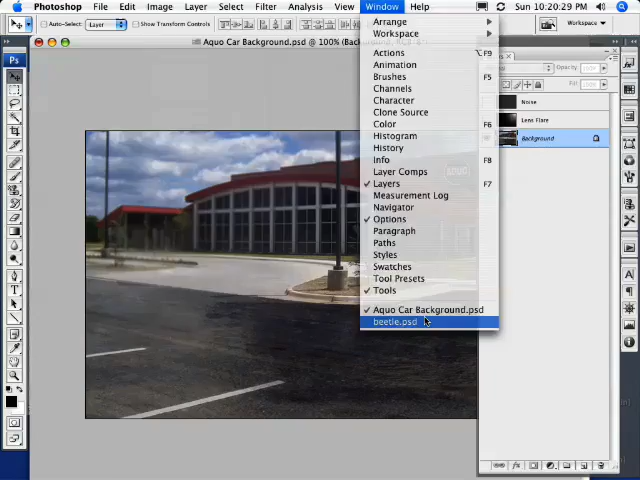 Photoshop File Edit Image Layer Select Filter Analysis View Window Help Sun 10:20:29 PM
Auto-Select: Layer Show Transform Controls Workspace
Aquo Car Background.psd @ 100%
Ps
Arrange
Workspace
Actions F9
Animation
Brushes F5
Channels
Character
Clone Source
Color F6
Histogram
History
Info F8
Layer Comps
Layers F7
Measurement Log
Navigator
Options
Paragraph
Paths
Styles
Swatches
Tool Presets
Tools
Aquo Car Background.psd
beetle.psd
Opacity:
Fill:
Noise
Lens Flare
Background